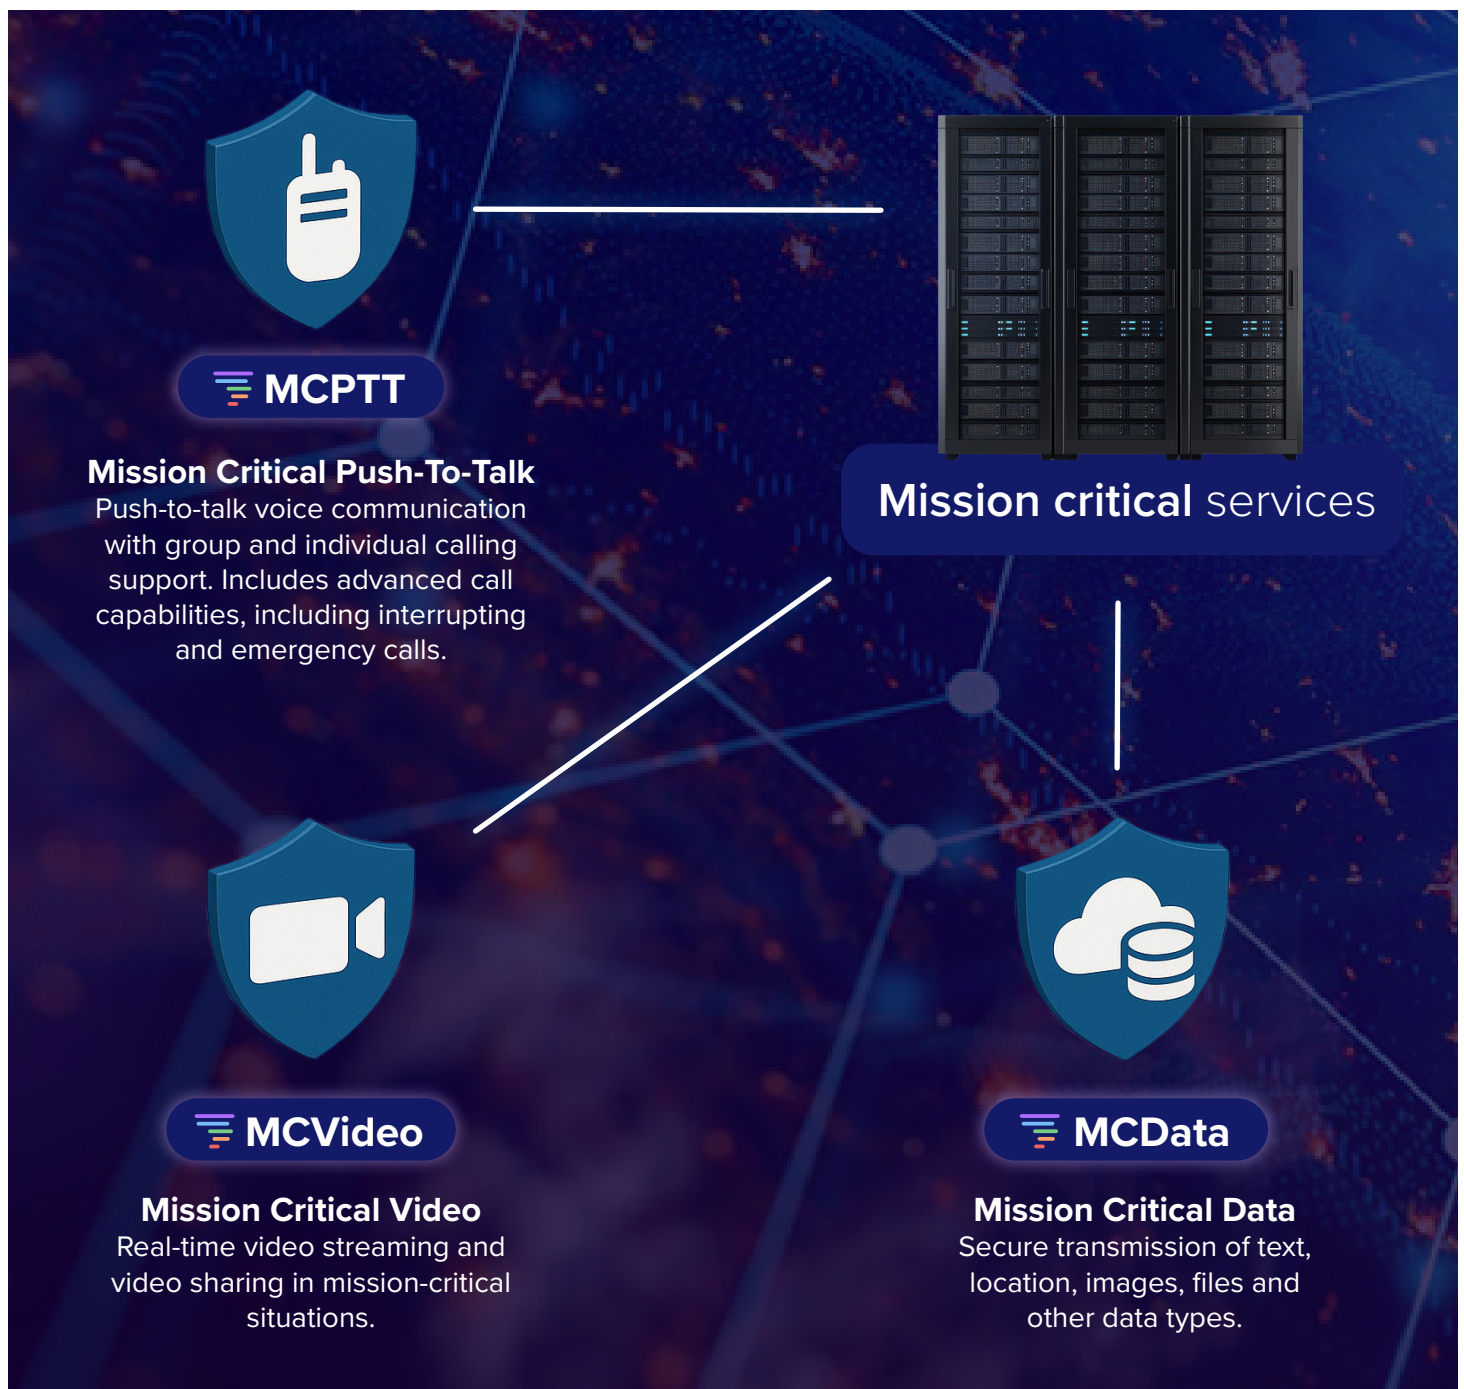 MCPTT
Mission Critical Push-To-Talk
Push-to-talk voice communication
with group and individual calling
support. Includes advanced call
capabilities, including interrupting
and emergency calls.
Mission critical services
MCVideo
Mission Critical Video
Real-time video streaming and
video sharing in mission-critical
situations.
MCData
Mission Critical Data
Secure transmission of text,
location, images, files and
other data types.